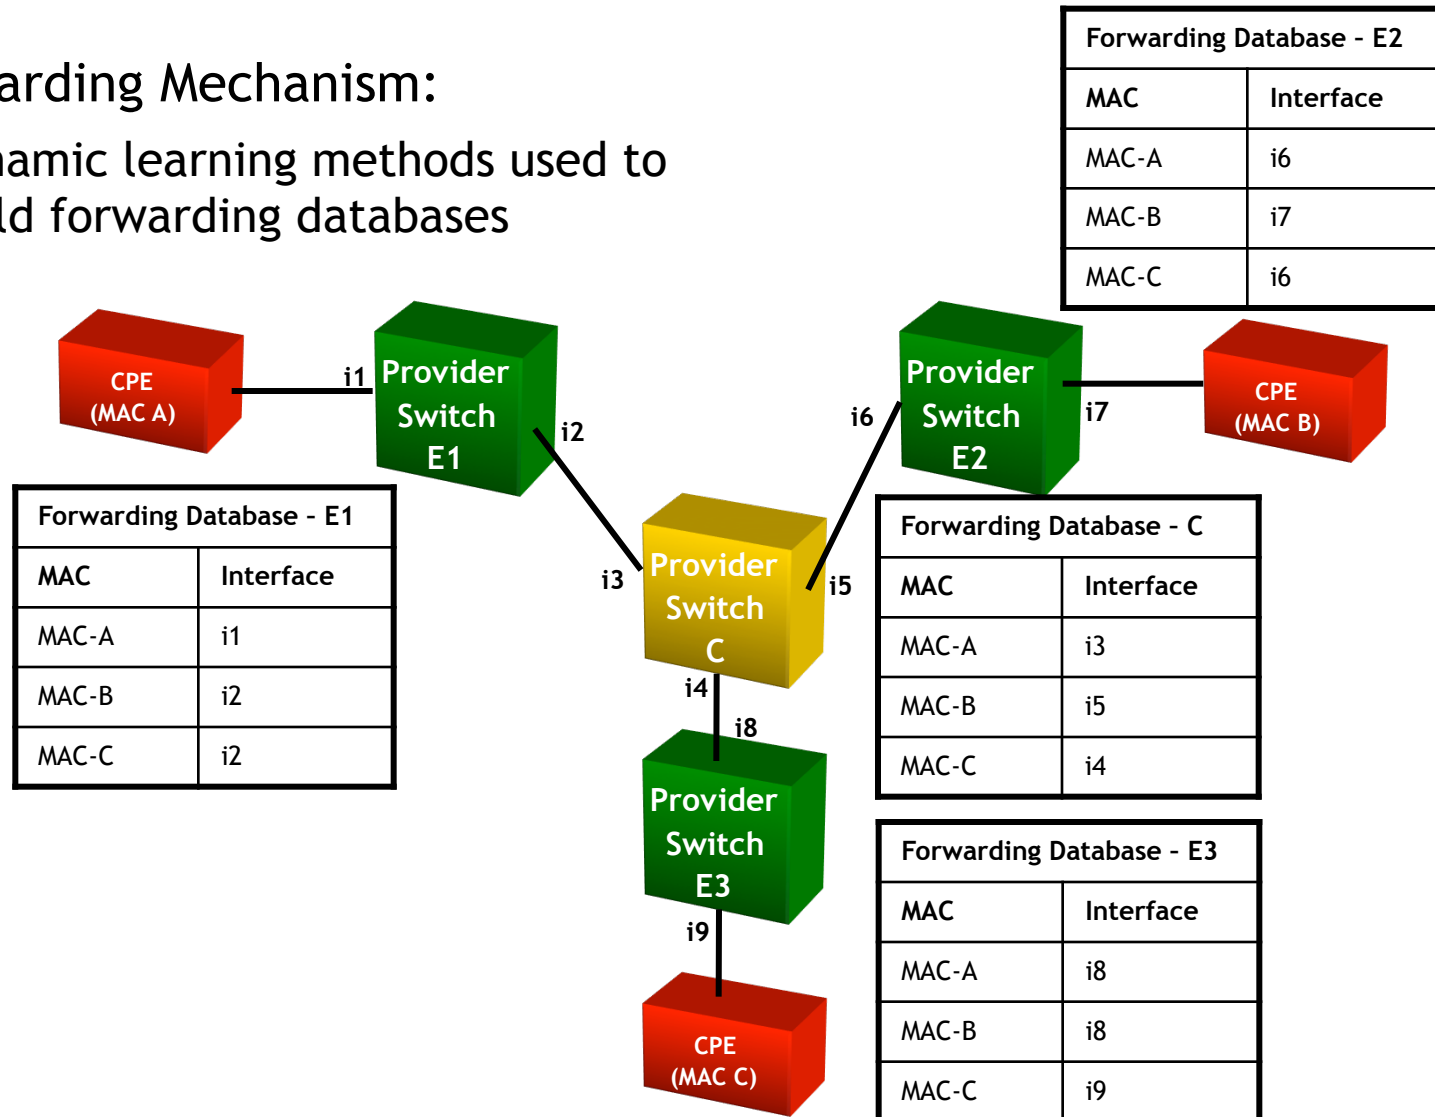 arding Mechanism:
namic learning methods used to
ld forwarding databases
Forwarding Database - E2
MAC Interface
MAC-A i6
MAC-B i7
MAC-C i6
CPE
(MAC A)
i1
Provider
Switch
E1
i2
i6
Provider
Switch
E2
i7
CPE
(MAC B)
Forwarding Database - E1
MAC Interface
MAC-A i1
MAC-B i2
MAC-C i2
i3
Provider
Switch
C
i5
i4
Forwarding Database - C
MAC Interface
MAC-A i3
MAC-B i5
MAC-C i4
i8
Provider
Switch
E3
i9
CPE
(MAC C)
Forwarding Database - E3
MAC Interface
MAC-A i8
MAC-B i8
MAC-C i9